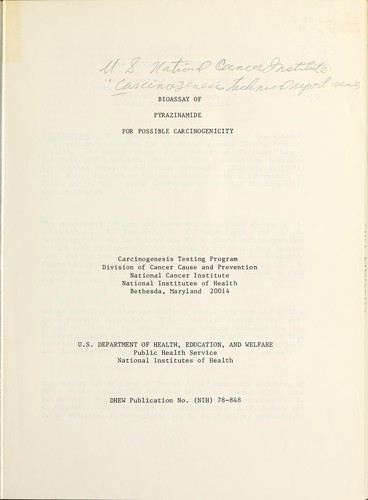 U.S National Cancer Institute
"Carcinogenesis technical report series
BIOASSAY OF
PYRAZINAMIDE
FOR POSSIBLE CARCINOGENICITY
Carcinogenesis Testing Program
Division of Cancer Cause and Prevention
National Cancer Institute
National Institutes of Health
Bethesda, Maryland 20014
U.S. DEPARTMENT OF HEALTH, EDUCATION, AND WELFARE
Public Health Service
National Institutes of Health
DHEW Publication No. (NIH) 78-848